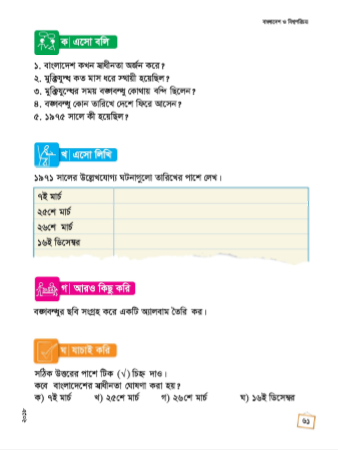 বাংলাদেশ ও বিশ্বপরিচয়
ক | এসো বলি
১. বাংলাদেশ কখন স্বাধীনতা অর্জন করে?
২. মুক্তিযুদ্ধ কত মাস ধরে স্থায়ী হয়েছিল?
৩. মুক্তিযুদ্ধের সময় বঙ্গবন্ধু কোথায় বন্দি ছিলেন?
৪. বঙ্গবন্ধু কোন তারিখে দেশে ফিরে আসেন?
৫. ১৯৭৫ সালে কী হয়েছিল?
খ | এসো লিখি
১৯৭১ সালের উল্লেখযোগ্য ঘটনাগুলো তারিখের পাশে লেখ।
৭ই মার্চ
২৫শে মার্চ
২৬শে মার্চ
১৬ই ডিসেম্বর
গ | আরও কিছু করি
বঙ্গবন্ধুর ছবি সংগ্রহ করে একটি অ্যালবাম তৈরি কর।
ঘ | যাচাই করি
সঠিক উত্তরের পাশে টিক (√) চিহ্ন দাও।
কবে বাংলাদেশের স্বাধীনতা ঘোষণা করা হয়?
ক) ৭ই মার্চ খ) ২৫শে মার্চ গ) ২৬শে মার্চ ঘ) ১৬ই ডিসেম্বর